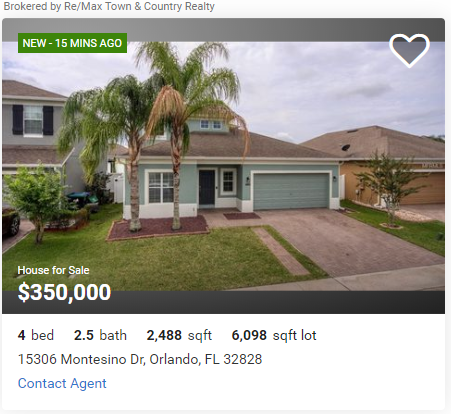 Brokered by Re/Max Town & Country Realty
NEW - 15 MINS AGO
House for Sale
$350,000
4 bed 2.5 bath 2,488 sqft 6,098 sqft lot
15306 Montesino Dr, Orlando, FL 32828
Contact Agent